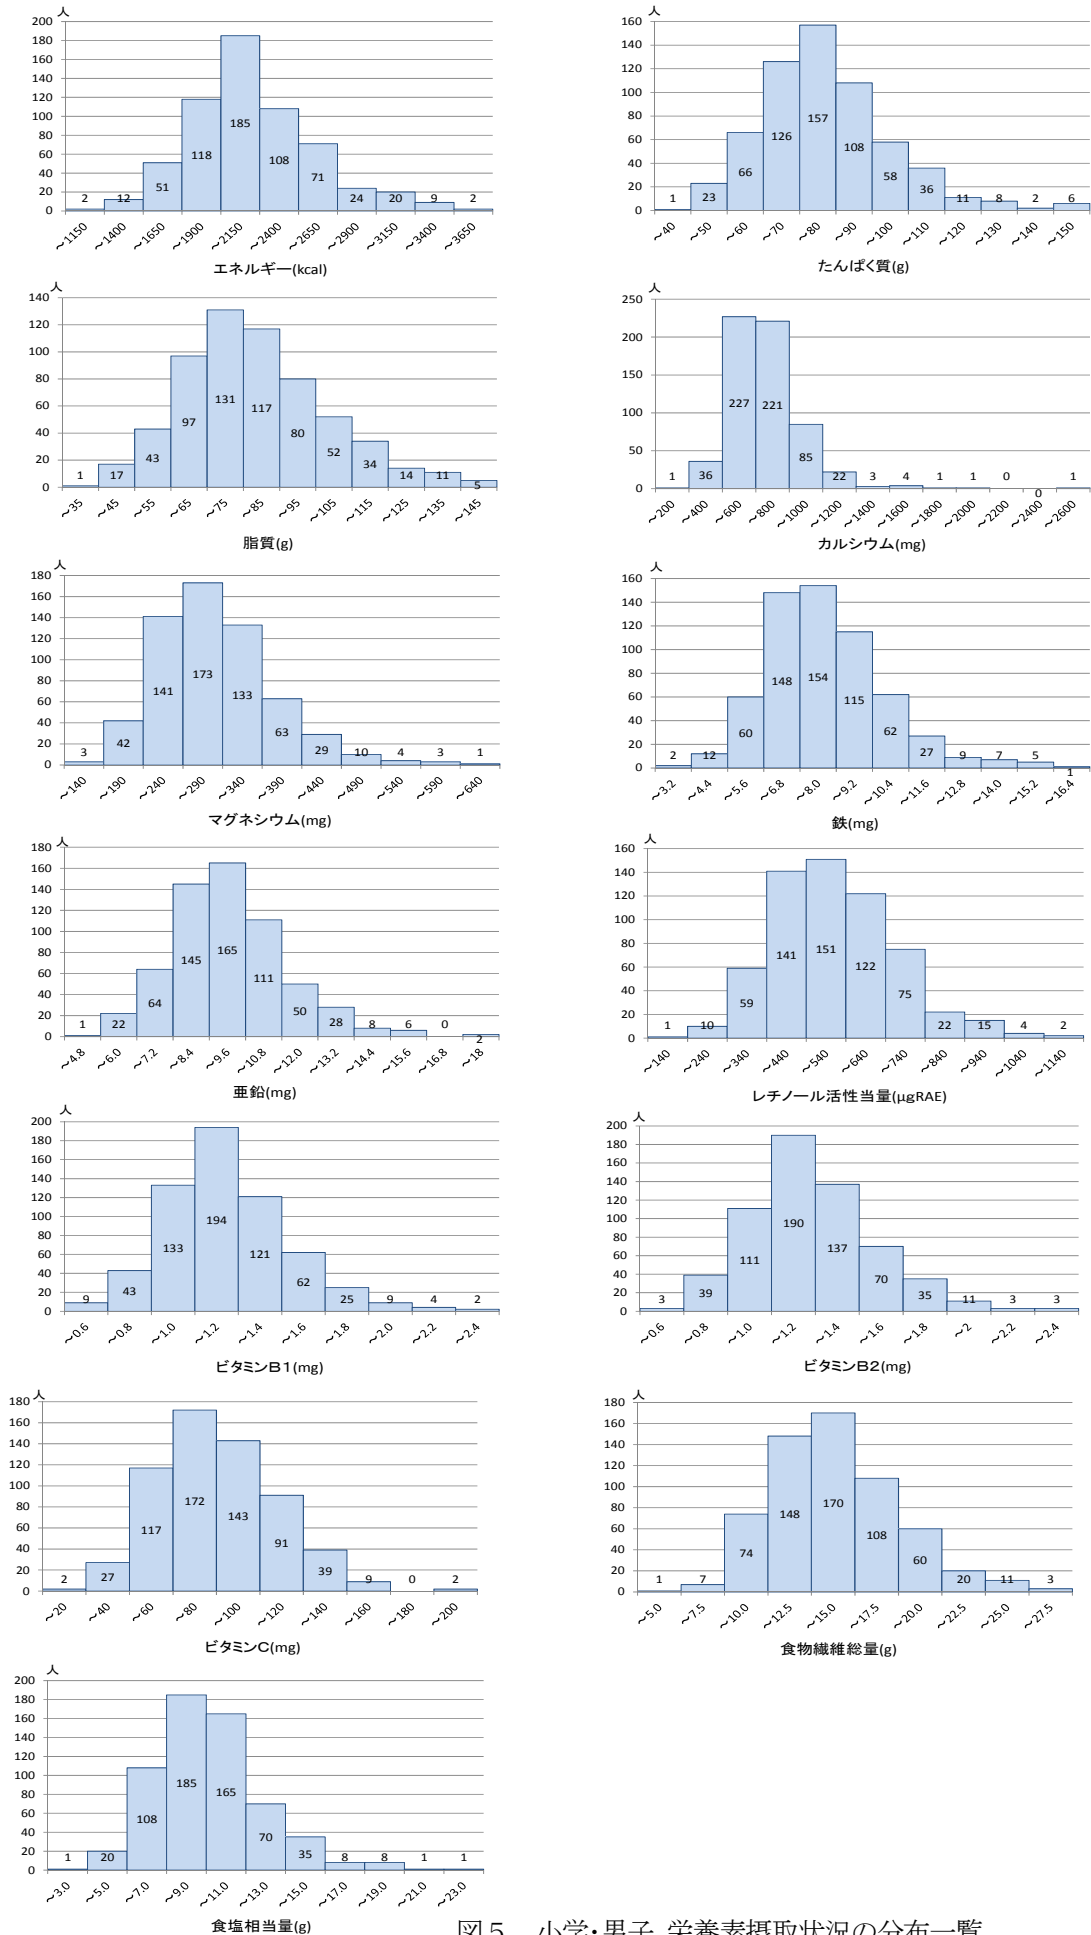 人
200
180
160
140
120
100
80
60
40
20
0
2 12 51 118 185 108 71 24 20 9 2
～1150 ～1400 ～1650 ～1900 ～2150 ～2400 ～2650 ～2900 ～3150 ～3400 ～3650
エネルギー(kcal)
人
160
140
120
100
80
60
40
20
0
1 23 66 126 157 108 58 36 11 8 2 6
～40 ～50 ～60 ～70 ～80 ～90 ～100 ～110 ～120 ～130 ～140 ～150
たんぱく質(g)
人
140
120
100
80
60
40
20
0
1 17 43 97 131 117 80 52 34 14 11 5
～35 ～45 ～55 ～65 ～75 ～85 ～95 ～105 ～115 ～125 ～135 ～145
脂質(g)
人
250
200
150
100
50
0
1 36 227 221 85 22 3 4 1 1 0 0 1
～200 ～400 ～600 ～800 ～1000 ～1200 ～1400 ～1600 ～1800 ～2000 ～2200 ～2400 ～2600
カルシウム(mg)
人
180
160
140
120
100
80
60
40
20
0
3 42 141 173 133 63 29 10 4 3 1
～140 ～190 ～240 ～290 ～340 ～390 ～440 ～490 ～540 ～590 ～640
マグネシウム(mg)
人
160
140
120
100
80
60
40
20
0
2 12 60 148 154 115 62 27 9 7 5 1
～3.2 ～4.4 ～5.6 ～6.8 ～8.0 ～9.2 ～10.4 ～11.6 ～12.8 ～14.0 ～15.2 ～16.4
鉄(mg)
人
180
160
140
120
100
80
60
40
20
0
1 22 64 145 165 111 50 28 8 6 0 2
～4.8 ～6.0 ～7.2 ～8.4 ～9.6 ～10.8 ～12.0 ～13.2 ～14.4 ～15.6 ～16.8 ～18
亜鉛(mg)
人
160
140
120
100
80
60
40
20
0
1 10 59 141 151 122 75 22 15 4 2
～140 ～240 ～340 ～440 ～540 ～640 ～740 ～840 ～940 ～1040 ～1140
レチノール活性当量(μgRAE)
人
200
180
160
140
120
100
80
60
40
20
0
9 43 133 194 121 62 25 9 4 2
～0.6 ～0.8 ～1.0 ～1.2 ～1.4 ～1.6 ～1.8 ～2.0 ～2.2 ～2.4
ビタミンB1(mg)
人
200
180
160
140
120
100
80
60
40
20
0
3 39 111 190 137 70 35 11 3 3
～0.6 ～0.8 ～1.0 ～1.2 ～1.4 ～1.6 ～1.8 ～2 ～2.2 ～2.4
ビタミンB2(mg)
人
180
160
140
120
100
80
60
40
20
0
2 27 117 172 143 91 39 9 0 2
～20 ～40 ～60 ～80 ～100 ～120 ～140 ～160 ～180 ～200
ビタミンC(mg)
人
180
160
140
120
100
80
60
40
20
0
1 7 74 148 170 108 60 20 11 3
～5.0 ～7.5 ～10.0 ～12.5 ～15.0 ～17.5 ～20.0 ～22.5 ～25.0 ～27.5
食物繊維総量(g)
人
200
180
160
140
120
100
80
60
40
20
0
1 20 108 185 165 70 35 8 8 1 1
～3.0 ～5.0 ～7.0 ～9.0 ～11.0 ～13.0 ～15.0 ～17.0 ～19.0 ～21.0 ～23.0
食塩相当量(g)
図5 小学・男子 栄養素摂取状況の分布一覧